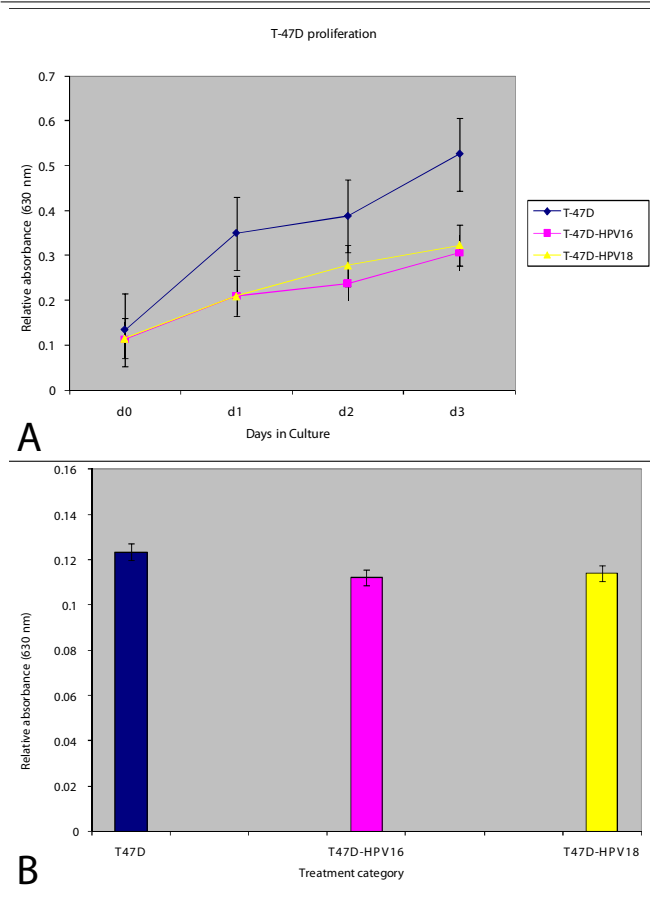 T-47D proliferation
0.7
0.6
0.5
0.4
0.3
0.2
0.1
0
Relative absorbance (630 nm)
d0 d1 d2 d3
Days in Culture
T-47D
T-47D-HPV16
T-47D-HPV18
A
0.16
0.14
0.12
0.1
0.08
0.06
0.04
0.02
0
Relative absorbance (630 nm)
T47D T47D-HPV16 T47D-HPV18
Treatment category
B